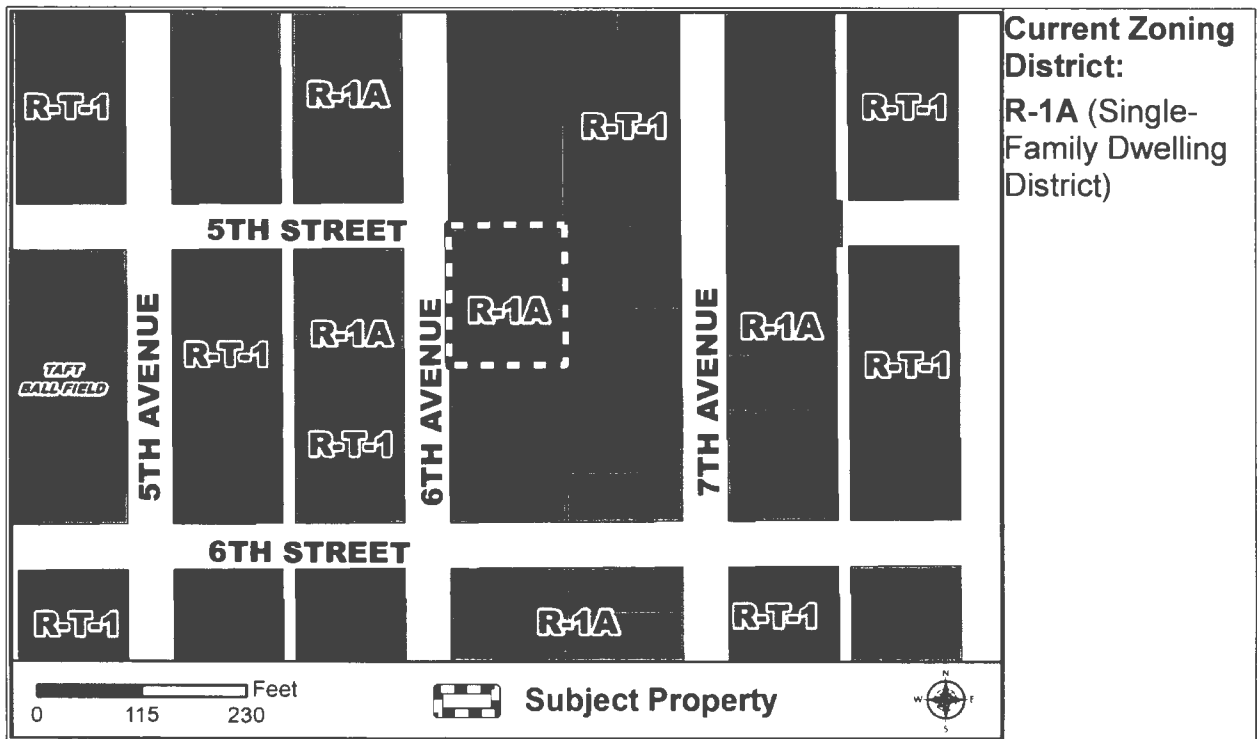 Current Zoning
District:
R-1A (Single-
Family Dwelling
District)
R-T-1
R-1A
R-T-1
R-T-1
5TH STREET
R-1A
5TH AVENUE
6TH AVENUE
7TH AVENUE
R-T-1
R-1A
R-1A
R-T-1
TAFT
BALL FIELD
R-T-1
6TH STREET
R-T-1
R-1A
R-T-1
Feet
0 115 230
Subject Property
N
W E
S